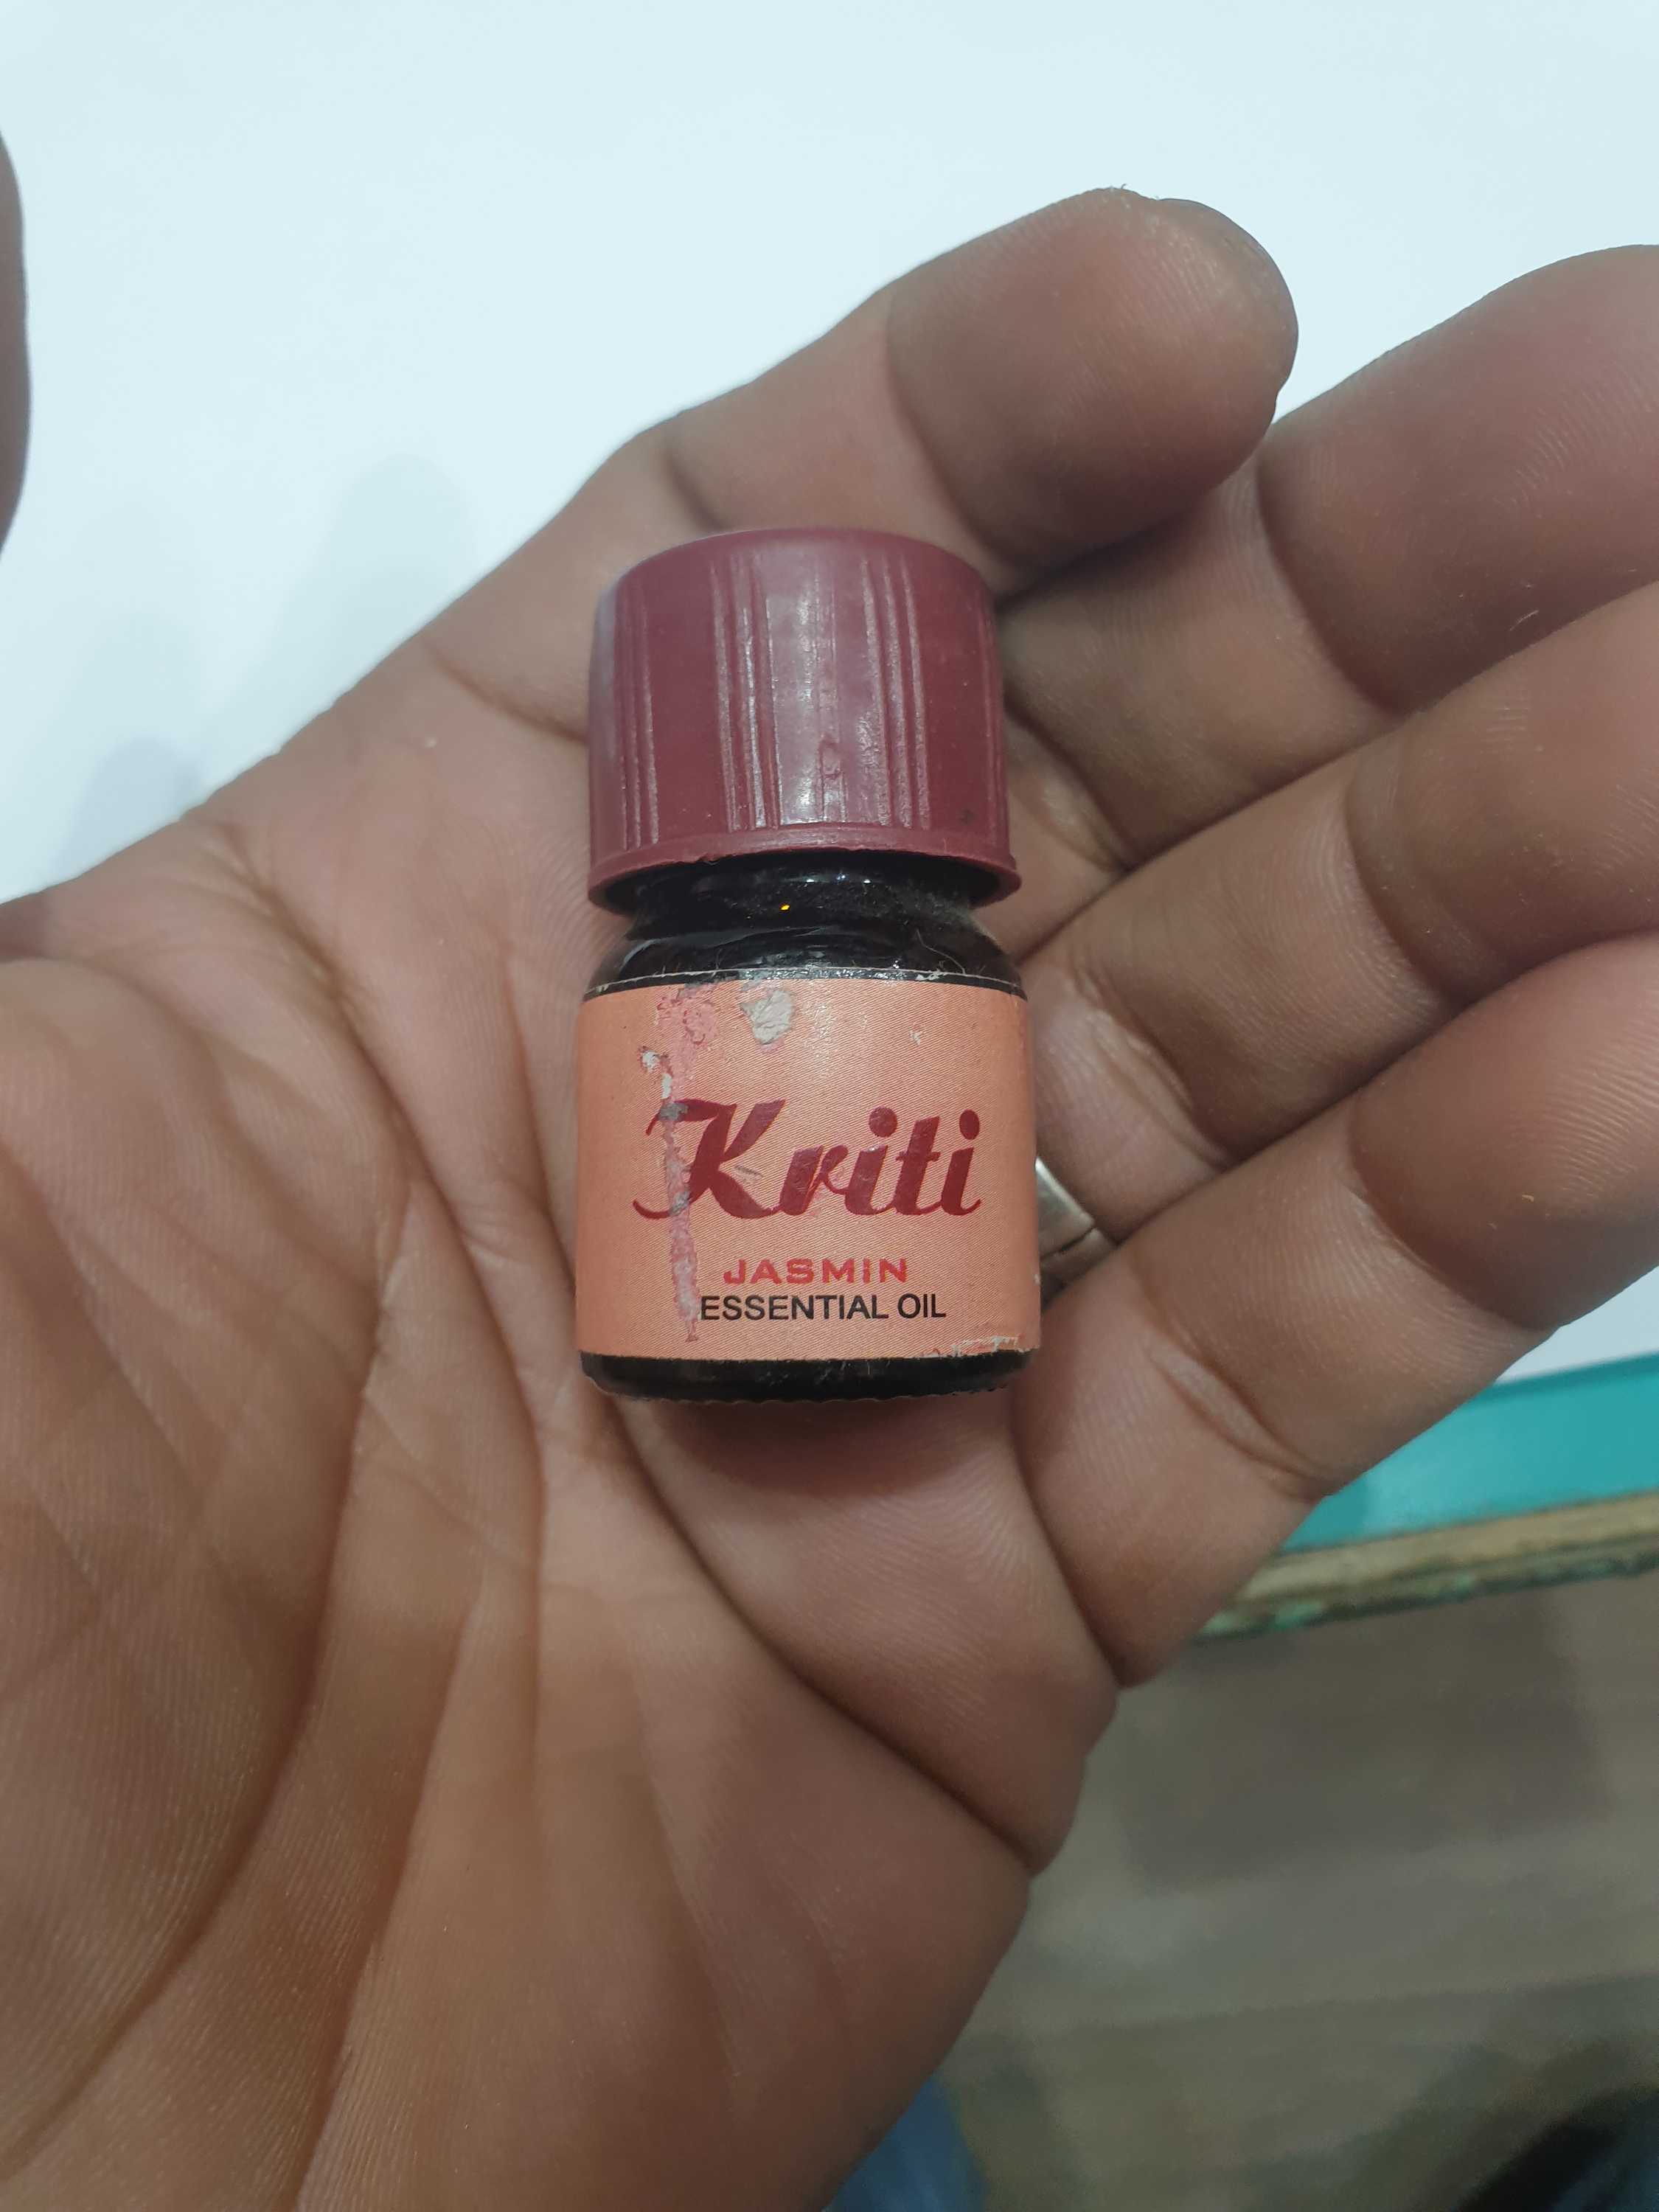 Kriti
JASMIN
ESSENTIAL OIL